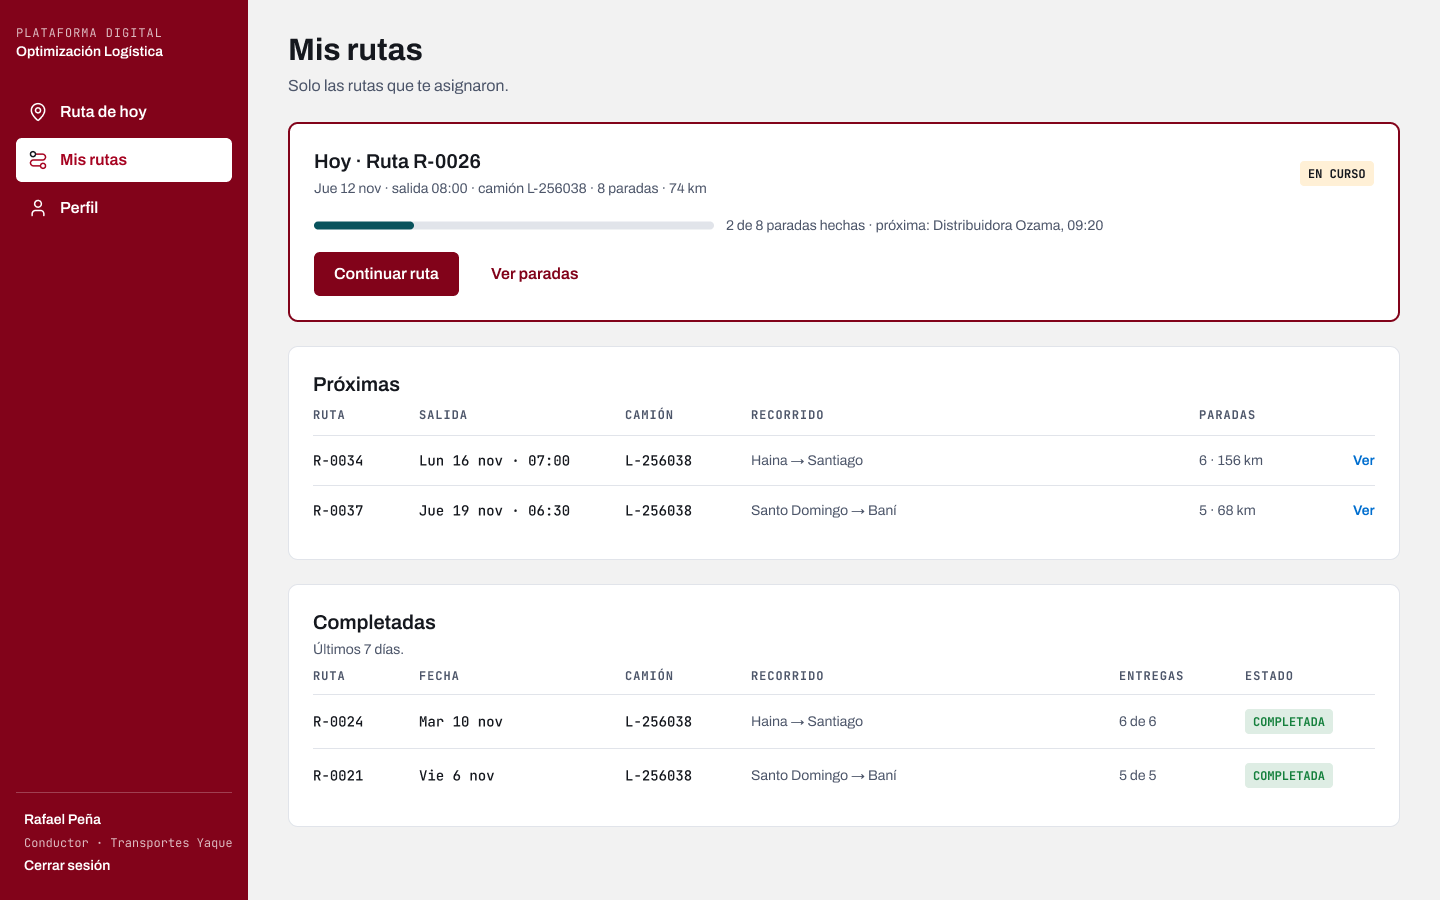 PLATAFORMA DIGITAL
Optimización Logística
Ruta de hoy
Mis rutas
Perfil
Rafael Peña
Conductor · Transportes Yaque
Cerrar sesión
Mis rutas
Solo las rutas que te asignaron.
Hoy · Ruta R-0026
Jue 12 nov · salida 08:00 · camión L-256038 · 8 paradas · 74 km
EN CURSO
2 de 8 paradas hechas · próxima: Distribuidora Ozama, 09:20
Continuar ruta Ver paradas
Próximas
RUTA SALIDA CAMIÓN RECORRIDO PARADAS
R-0034 Lun 16 nov · 07:00 L-256038 Haina → Santiago 6 · 156 km Ver
R-0037 Jue 19 nov · 06:30 L-256038 Santo Domingo → Baní 5 · 68 km Ver
Completadas
Últimos 7 días.
RUTA FECHA CAMIÓN RECORRIDO ENTREGAS ESTADO
R-0024 Mar 10 nov L-256038 Haina → Santiago 6 de 6 COMPLETADA
R-0021 Vie 6 nov L-256038 Santo Domingo → Baní 5 de 5 COMPLETADA